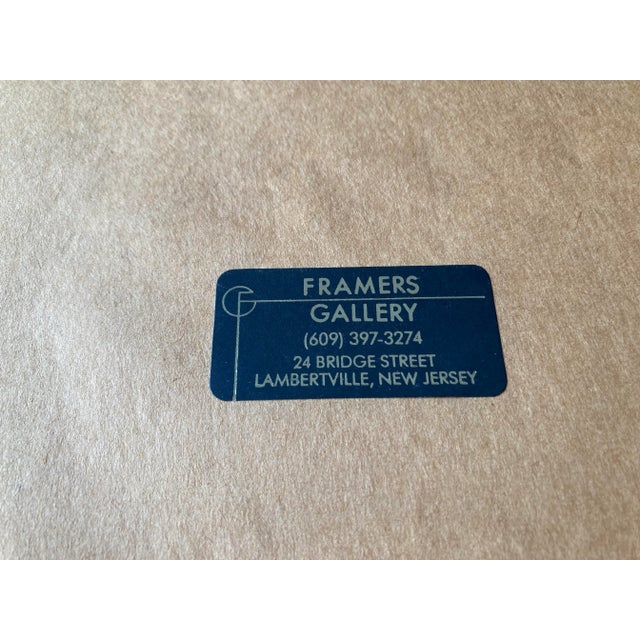 FRAMERS
GALLERY
(609) 397-3274
24 BRIDGE STREET
LAMBERTVILLE, NEW JERSEY